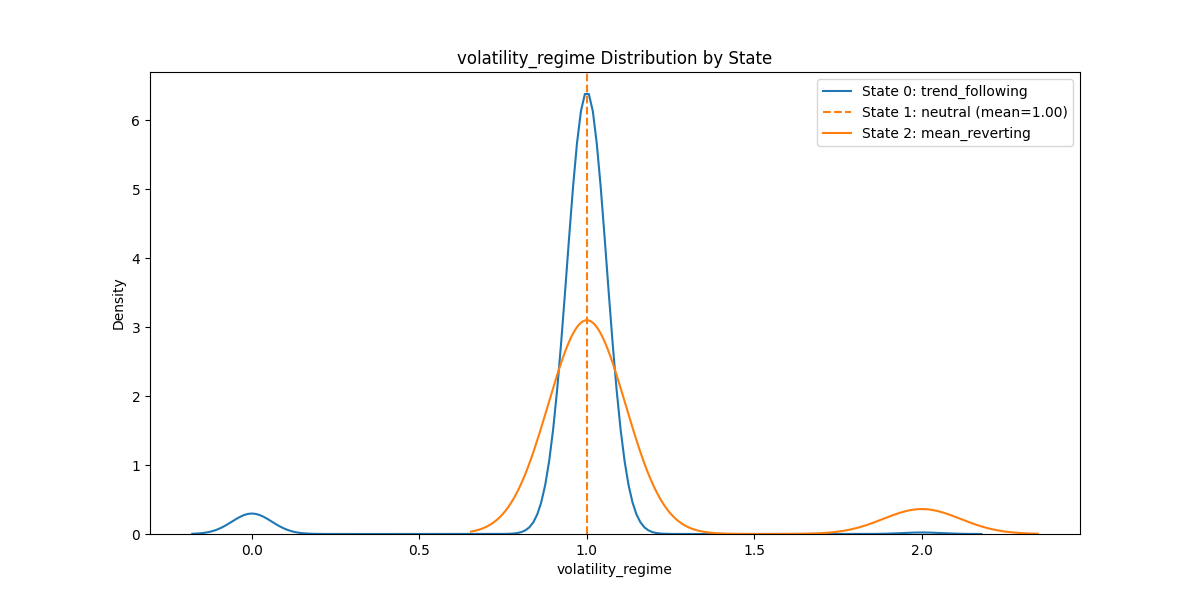 volatility_regime Distribution by State
State 0: trend_following
State 1: neutral (mean=1.00)
State 2: mean_reverting
Density
6
5
4
3
2
1
0
0.0 0.5 1.0 1.5 2.0
volatility_regime